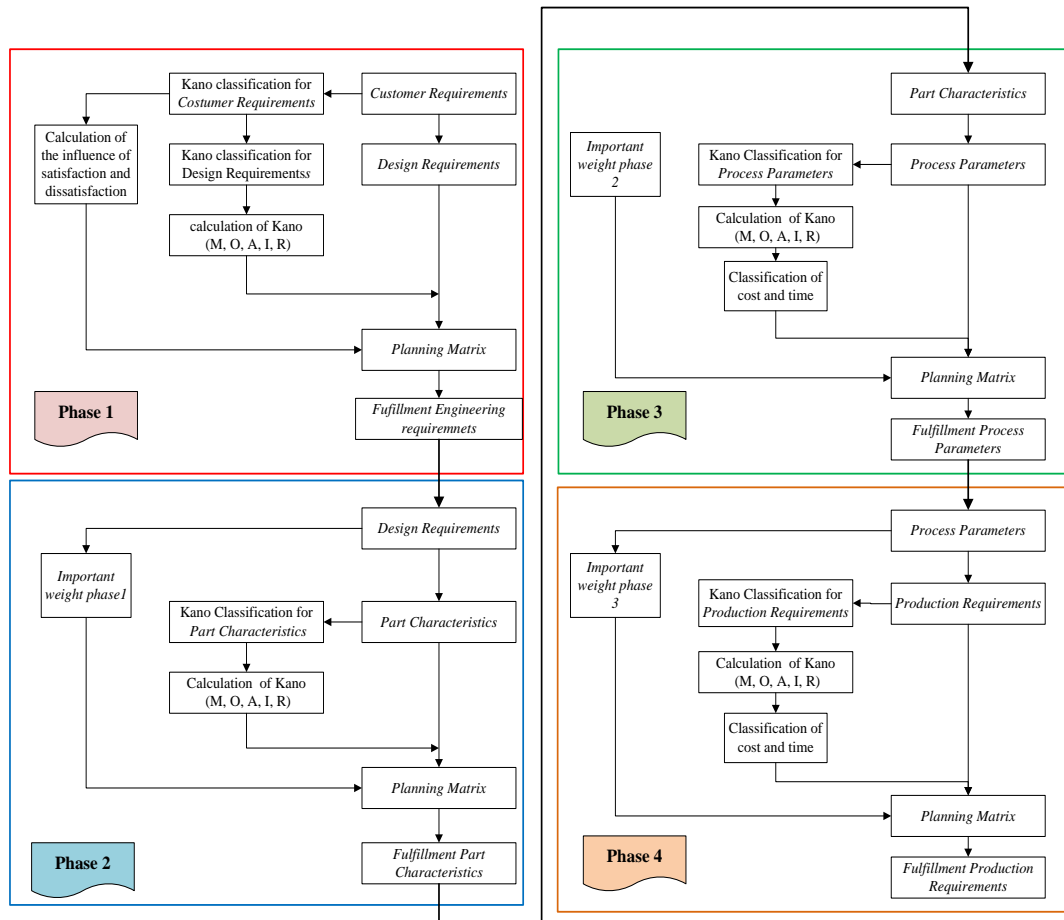 Kano classification for
Costumer Requirements
Customer Requirements
Calculation of
the influence of
satisfaction and
dissatisfaction
Kano classification for
Design Requirements
Design Requirements
calculation of Kano
(M, O, A, I, R)
Planning Matrix
Phase 1
Fufillment Engineering
requiremnets
Design Requirements
Important
weight phase1
Kano Classification for
Part Characteristics
Part Characteristics
Calculation of Kano
(M, O, A, I, R)
Planning Matrix
Phase 2
Fulfillment Part
Characteristics
Part Characteristics
Important
weight phase
2
Kano Classification for
Process Parameters
Process Parameters
Calculation of Kano
(M, O, A, I, R)
Classification of
cost and time
Planning Matrix
Phase 3
Fulfillment Process
Parameters
Process Parameters
Important
weight phase
3
Kano Classification for
Production Requirements
Production Requirements
Calculation of Kano
(M, O, A, I, R)
Classification of
cost and time
Planning Matrix
Phase 4
Fulfillment Production
Requirements